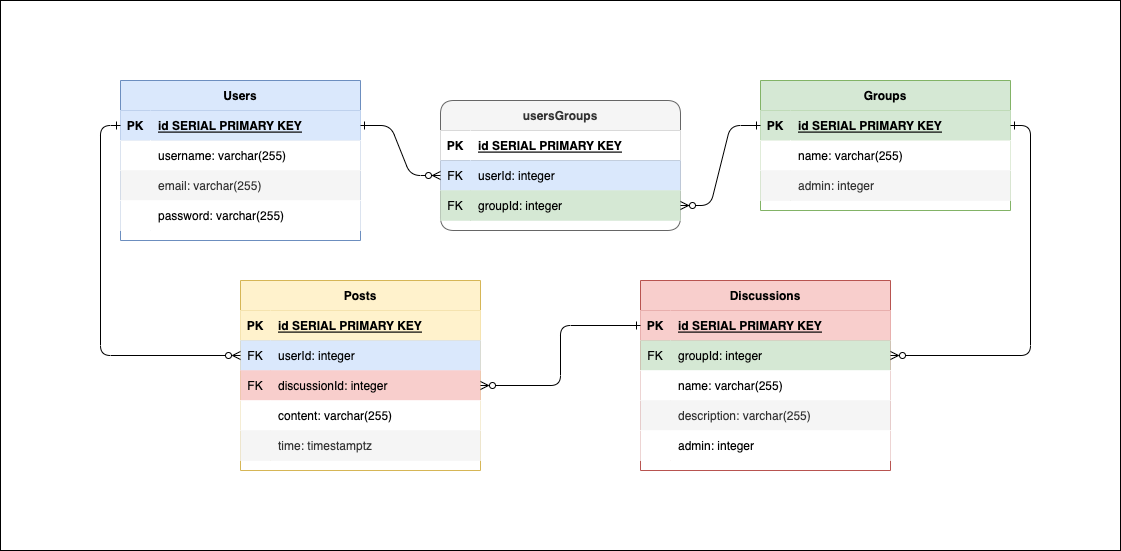 Users
PK id SERIAL PRIMARY KEY
username: varchar(255)
email: varchar(255)
password: varchar(255)
usersGroups
PK id SERIAL PRIMARY KEY
FK userId: integer
FK groupId: integer
Groups
PK id SERIAL PRIMARY KEY
name: varchar(255)
admin: integer
Posts
PK id SERIAL PRIMARY KEY
FK userId: integer
FK discussionId: integer
content: varchar(255)
time: timestamptz
Discussions
PK id SERIAL PRIMARY KEY
FK groupId: integer
name: varchar(255)
description: varchar(255)
admin: integer